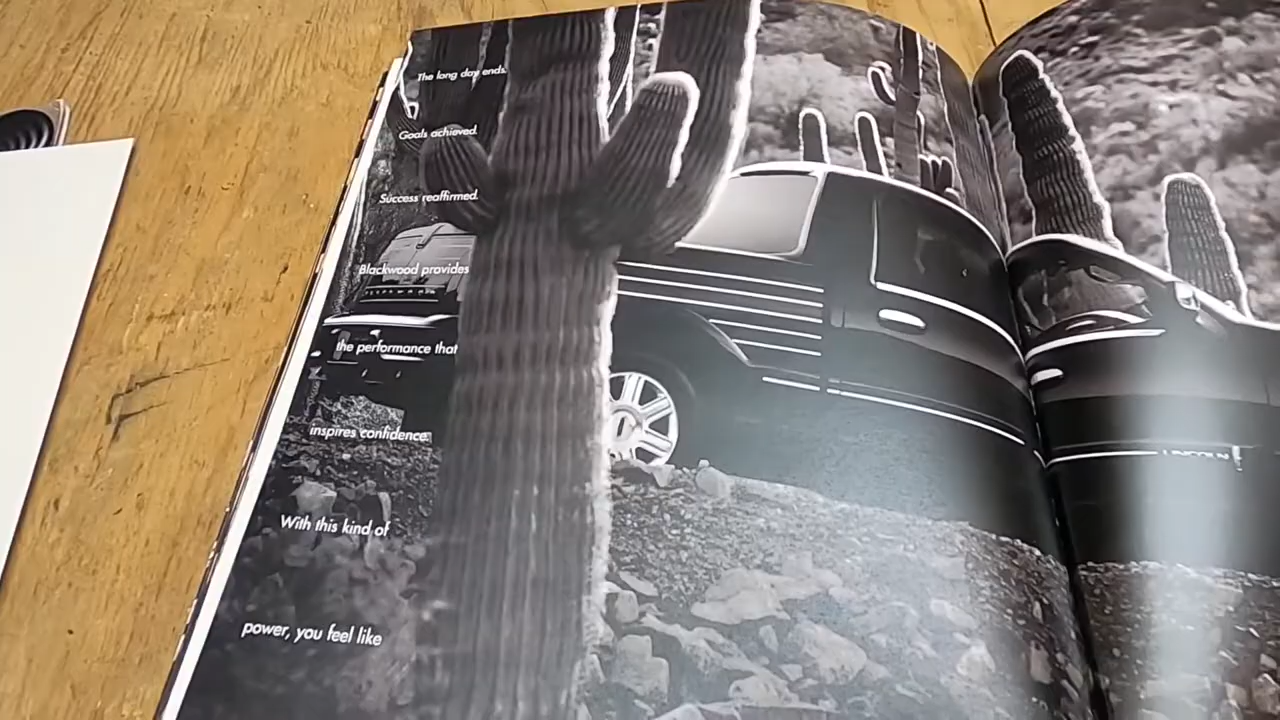 The long day ends.
Goals achieved.
Success reaffirmed.
Blackwood provides
the performance that
inspires confidence.
With this kind of
power, you feel like
LINCOLN